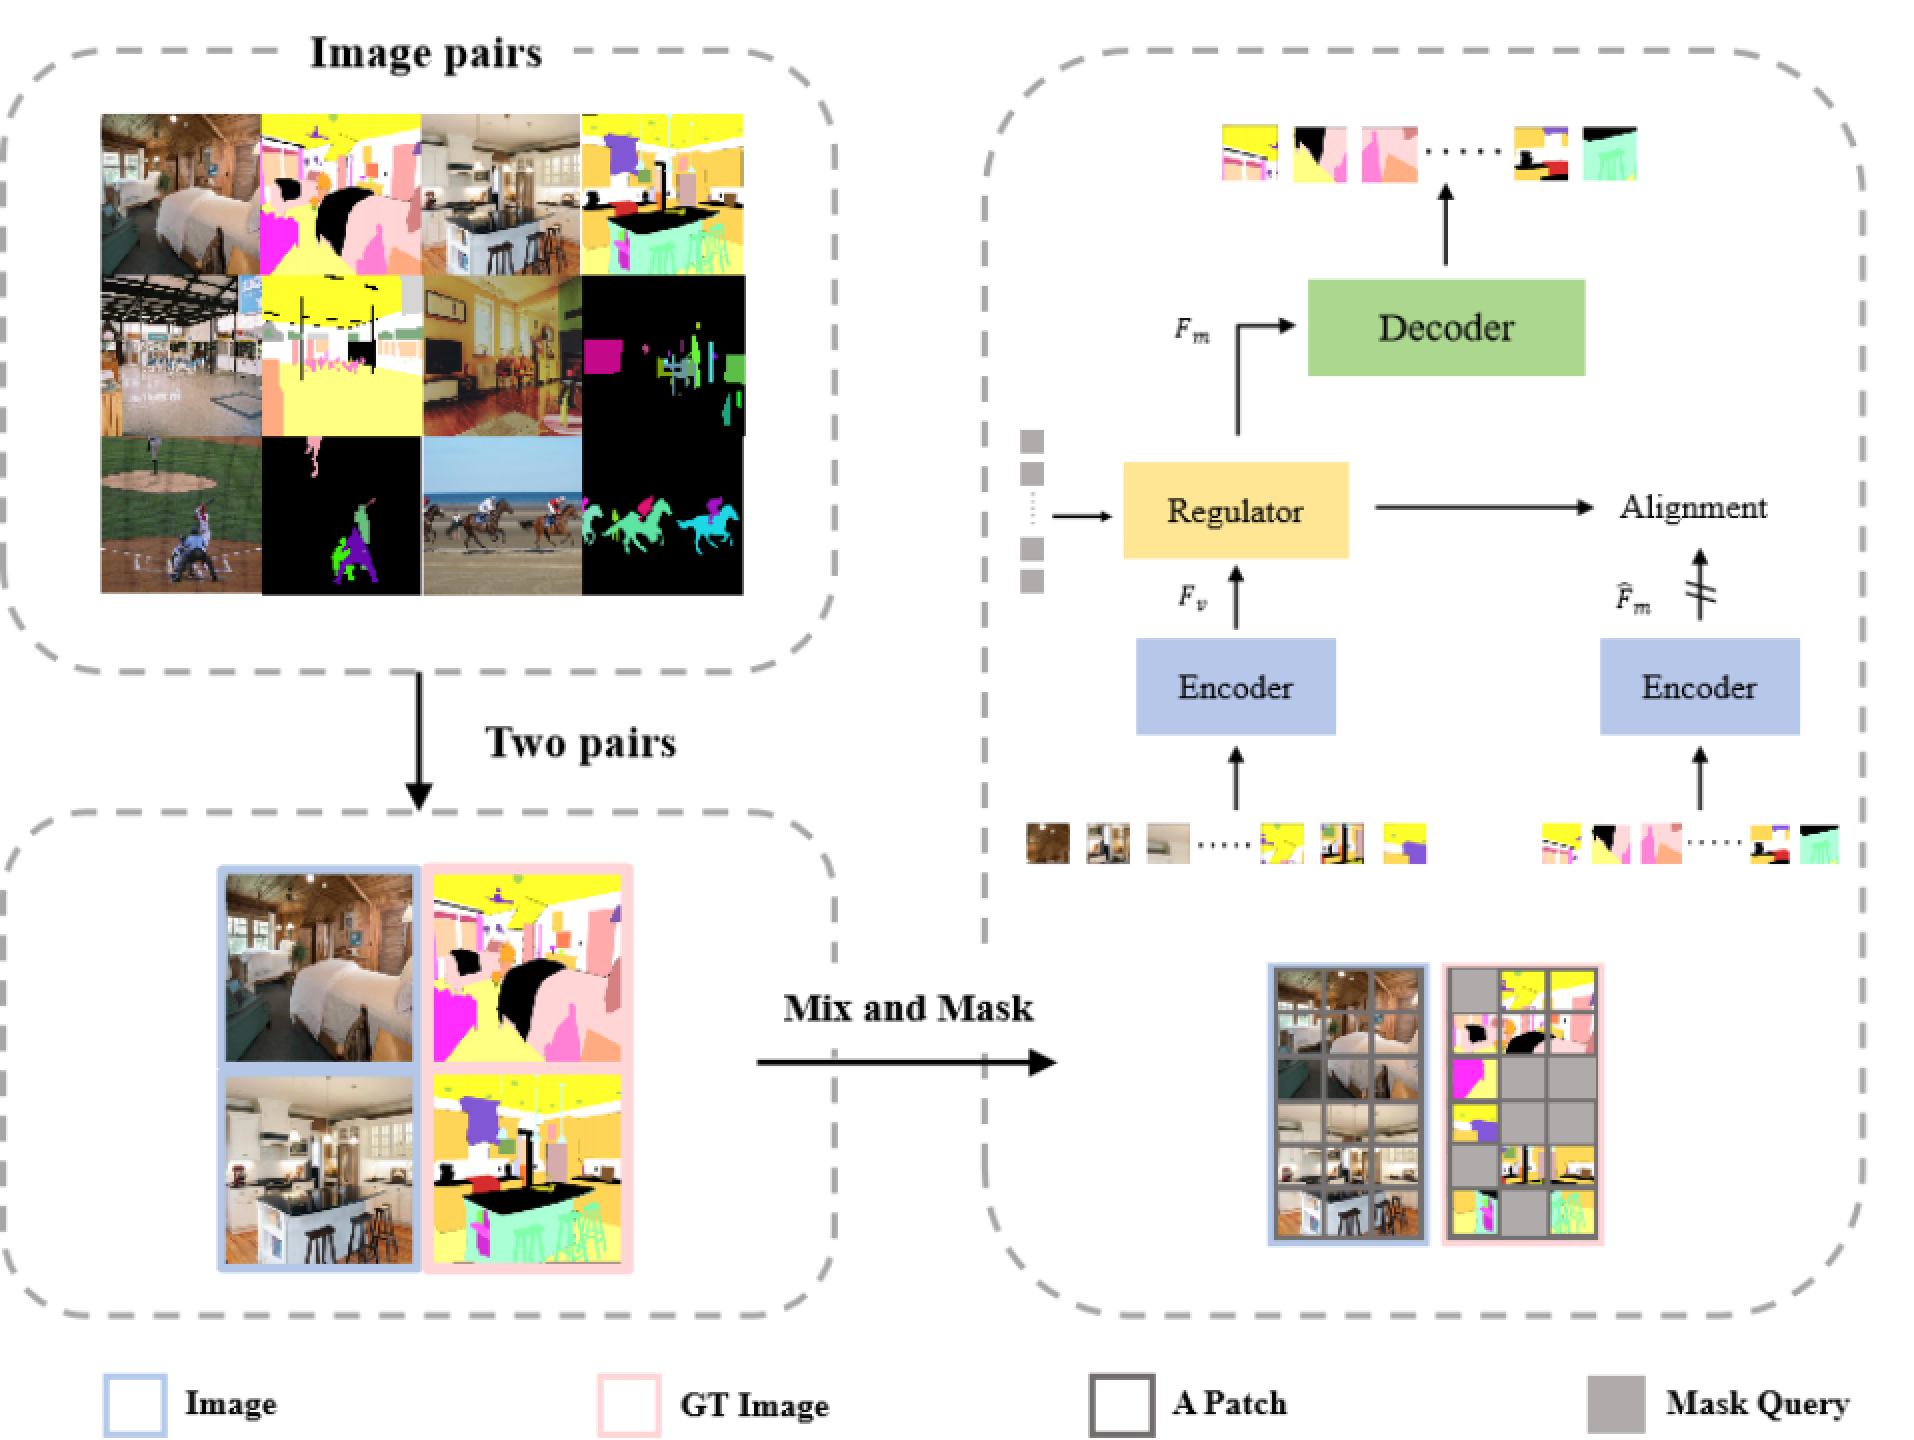 Image pairs
Two pairs
Mix and Mask
Decoder
F_m
Regulator
Alignment
F_v
F̂_m
Encoder
Encoder
Image
GT Image
A Patch
Mask Query